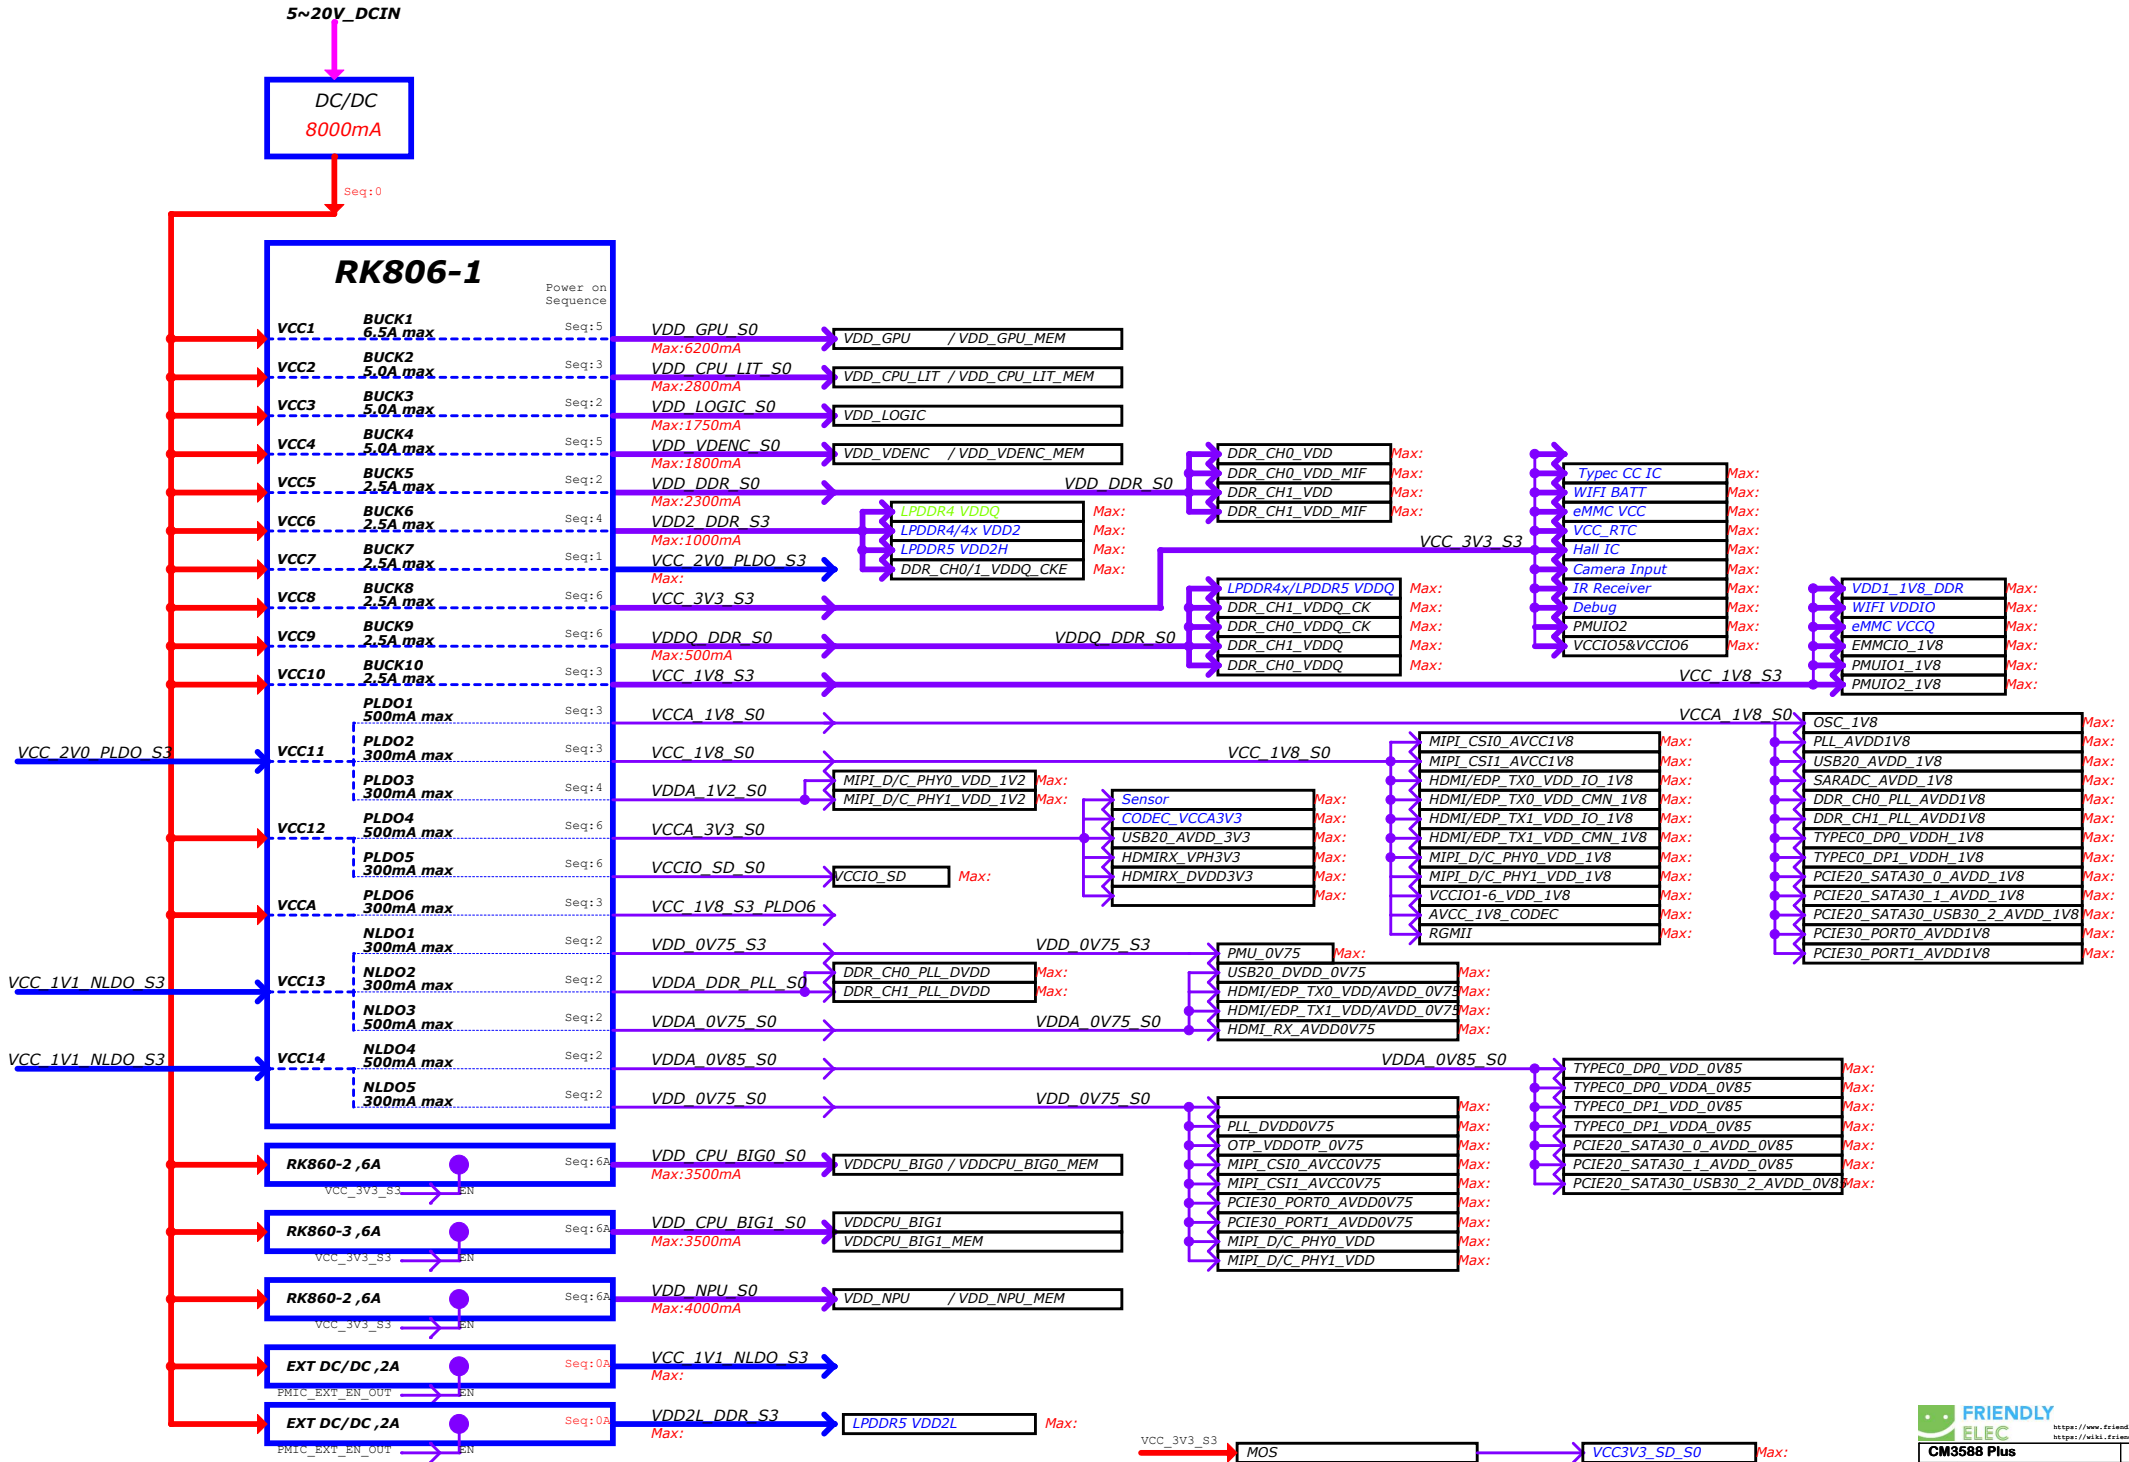 5~20V_DCIN
DC/DC
8000mA
Seq:0
RK806-1
Power on
Sequence
VCC1 BUCK1 6.5A max Seq:5 VDD_GPU_S0 Max:6200mA VDD_GPU / VDD_GPU_MEM
VCC2 BUCK2 5.0A max Seq:3 VDD_CPU_LIT_S0 Max:2800mA VDD_CPU_LIT / VDD_CPU_LIT_MEM
VCC3 BUCK3 5.0A max Seq:2 VDD_LOGIC_S0 Max:1750mA VDD_LOGIC
VCC4 BUCK4 5.0A max Seq:5 VDD_VDENC_S0 Max:1800mA VDD_VDENC / VDD_VDENC_MEM
VCC5 BUCK5 2.5A max Seq:2 VDD_DDR_S0 Max:2300mA VDD_DDR_S0
DDR_CH0_VDD Max:
DDR_CH0_VDD_MIF Max:
DDR_CH1_VDD Max:
DDR_CH1_VDD_MIF Max:
VCC6 BUCK6 2.5A max Seq:4 VDD2_DDR_S3 Max:1000mA
LPDDR4 VDDQ Max:
LPDDR4/4x VDD2 Max:
LPDDR5 VDD2H Max:
DDR_CH0/1_VDDQ_CKE Max:
VCC7 BUCK7 2.5A max Seq:1 VCC_2V0_PLDO_S3 Max:
VCC8 BUCK8 2.5A max Seq:6 VCC_3V3_S3 VCC_3V3_S3
Typec CC IC Max:
WIFI BATT Max:
eMMC VCC Max:
VCC_RTC Max:
Hall IC Max:
Camera Input Max:
IR Receiver Max:
Debug Max:
PMUIO2 Max:
VCCIO5&VCCIO6 Max:
VCC9 BUCK9 2.5A max Seq:6 VDDQ_DDR_S0 Max:500mA VDDQ_DDR_S0
LPDDR4x/LPDDR5 VDDQ Max:
DDR_CH1_VDDQ_CK Max:
DDR_CH0_VDDQ_CK Max:
DDR_CH1_VDDQ Max:
DDR_CH0_VDDQ Max:
VCC10 BUCK10 2.5A max Seq:3 VCC_1V8_S3 VCC_1V8_S3
VDD1_1V8_DDR Max:
WIFI VDDIO Max:
eMMC VCCQ Max:
EMMCIO_1V8 Max:
PMUIO1_1V8 Max:
PMUIO2_1V8 Max:
PLDO1 500mA max Seq:3 VCCA_1V8_S0 VCCA_1V8_S0
OSC_1V8 Max:
PLL_AVDD1V8 Max:
USB20_AVDD_1V8 Max:
SARADC_AVDD_1V8 Max:
DDR_CH0_PLL_AVDD1V8 Max:
DDR_CH1_PLL_AVDD1V8 Max:
TYPEC0_DP0_VDDH_1V8 Max:
TYPEC0_DP1_VDDH_1V8 Max:
PCIE20_SATA30_0_AVDD_1V8 Max:
PCIE20_SATA30_1_AVDD_1V8 Max:
PCIE20_SATA30_USB30_2_AVDD_1V8 Max:
PCIE30_PORT0_AVDD1V8 Max:
PCIE30_PORT1_AVDD1V8 Max:
VCC_2V0_PLDO_S3 VCC11 PLDO2 300mA max Seq:3 VCC_1V8_S0 VCC_1V8_S0
MIPI_CSI0_AVCC1V8 Max:
MIPI_CSI1_AVCC1V8 Max:
HDMI/EDP_TX0_VDD_IO_1V8 Max:
HDMI/EDP_TX0_VDD_CMN_1V8 Max:
HDMI/EDP_TX1_VDD_IO_1V8 Max:
HDMI/EDP_TX1_VDD_CMN_1V8 Max:
MIPI_D/C_PHY0_VDD_1V8 Max:
MIPI_D/C_PHY1_VDD_1V8 Max:
VCCIO1-6_VDD_1V8 Max:
AVCC_1V8_CODEC Max:
RGMII Max:
PLDO3 300mA max Seq:4 VDDA_1V2_S0
MIPI_D/C_PHY0_VDD_1V2 Max:
MIPI_D/C_PHY1_VDD_1V2 Max:
VCC12 PLDO4 500mA max Seq:6 VCCA_3V3_S0
Sensor Max:
CODEC_VCCA3V3 Max:
USB20_AVDD_3V3 Max:
HDMIRX_VPH3V3 Max:
HDMIRX_DVDD3V3 Max:
Max:
PLDO5 300mA max Seq:6 VCCIO_SD_S0 VCCIO_SD Max:
VCCA PLDO6 300mA max Seq:3 VCC_1V8_S3_PLDO6
NLDO1 300mA max Seq:2 VDD_0V75_S3 VDD_0V75_S3 PMU_0V75 Max:
VCC_1V1_NLDO_S3 VCC13 NLDO2 300mA max Seq:2 VDDA_DDR_PLL_S0
DDR_CH0_PLL_DVDD Max:
DDR_CH1_PLL_DVDD Max:
NLDO3 500mA max Seq:2 VDDA_0V75_S0 VDDA_0V75_S0
USB20_DVDD_0V75 Max:
HDMI/EDP_TX0_VDD/AVDD_0V75 Max:
HDMI/EDP_TX1_VDD/AVDD_0V75 Max:
HDMI_RX_AVDD0V75 Max:
VCC_1V1_NLDO_S3 VCC14 NLDO4 500mA max Seq:2 VDDA_0V85_S0 VDDA_0V85_S0
TYPEC0_DP0_VDD_0V85 Max:
TYPEC0_DP0_VDDA_0V85 Max:
TYPEC0_DP1_VDD_0V85 Max:
TYPEC0_DP1_VDDA_0V85 Max:
PCIE20_SATA30_0_AVDD_0V85 Max:
PCIE20_SATA30_1_AVDD_0V85 Max:
PCIE20_SATA30_USB30_2_AVDD_0V85 Max:
NLDO5 300mA max Seq:2 VDD_0V75_S0 VDD_0V75_S0
Max:
PLL_DVDD0V75 Max:
OTP_VDDOTP_0V75 Max:
MIPI_CSI0_AVCC0V75 Max:
MIPI_CSI1_AVCC0V75 Max:
PCIE30_PORT0_AVDD0V75 Max:
PCIE30_PORT1_AVDD0V75 Max:
MIPI_D/C_PHY0_VDD Max:
MIPI_D/C_PHY1_VDD Max:
RK860-2 ,6A Seq:6A VDD_CPU_BIG0_S0 Max:3500mA VDDCPU_BIG0 / VDDCPU_BIG0_MEM
VCC_3V3_S3 EN
RK860-3 ,6A Seq:6A VDD_CPU_BIG1_S0 Max:3500mA VDDCPU_BIG1
VDDCPU_BIG1_MEM
VCC_3V3_S3 EN
RK860-2 ,6A Seq:6A VDD_NPU_S0 Max:4000mA VDD_NPU / VDD_NPU_MEM
VCC_3V3_S3 EN
EXT DC/DC ,2A Seq:0A VCC_1V1_NLDO_S3 Max:
PMIC_EXT_EN_OUT EN
EXT DC/DC ,2A Seq:0A VDD2L_DDR_S3 Max: LPDDR5 VDD2L Max:
PMIC_EXT_EN_OUT EN
VCC_3V3_S3 MOS VCC3V3_SD_S0 Max:
FRIENDLY
ELEC
https://www.friend
https://wiki.frien
CM3588 Plus